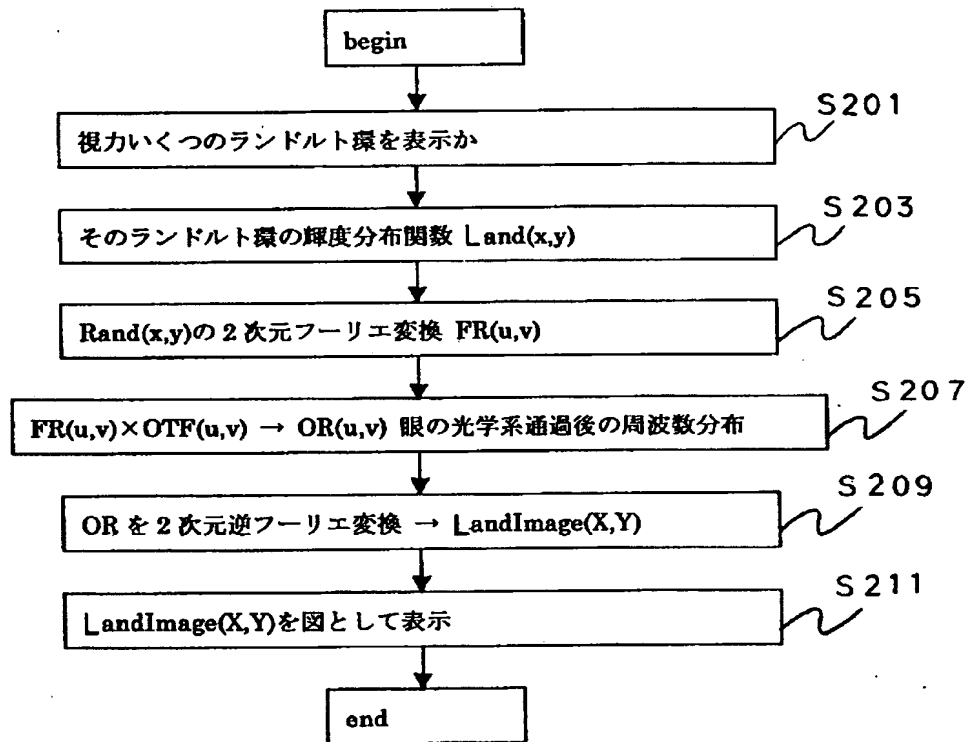 begin
視力いくつのランドルト環を表示か
S201
そのランドルト環の輝度分布関数 Land(x,y)
S203
Rand(x,y)の2次元フーリエ変換 FR(u,v)
S205
FR(u,v)×OTF(u,v) → OR(u,v) 眼の光学系通過後の周波数分布
S207
ORを2次元逆フーリエ変換 → LandImage(X,Y)
S209
LandImage(X,Y)を図として表示
S211
end